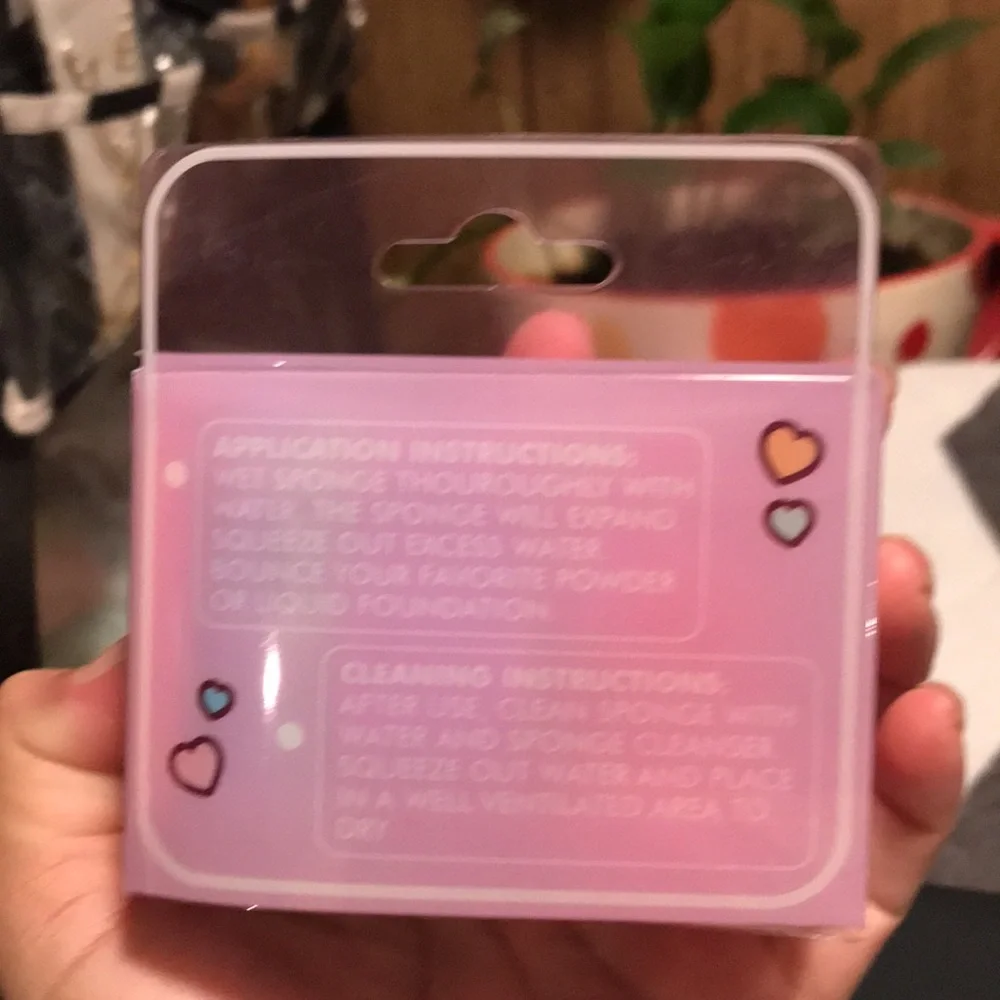 APPLICATION INSTRUCTIONS:
WET SPONGE THOUROUGHLY WITH
WATER. THE SPONGE WILL EXPAND
SQUEEZE OUT EXCESS WATER.
BOUNCE YOUR FAVORITE POWDER
OF LIQUID FOUNDATION.
CLEANING INSTRUCTIONS:
AFTER USE, CLEAN SPONGE WITH
WATER AND SPONGE CLEANSER.
SQUEEZE OUT WATER AND PLACE
IN A WELL VENTILATED AREA TO
DRY